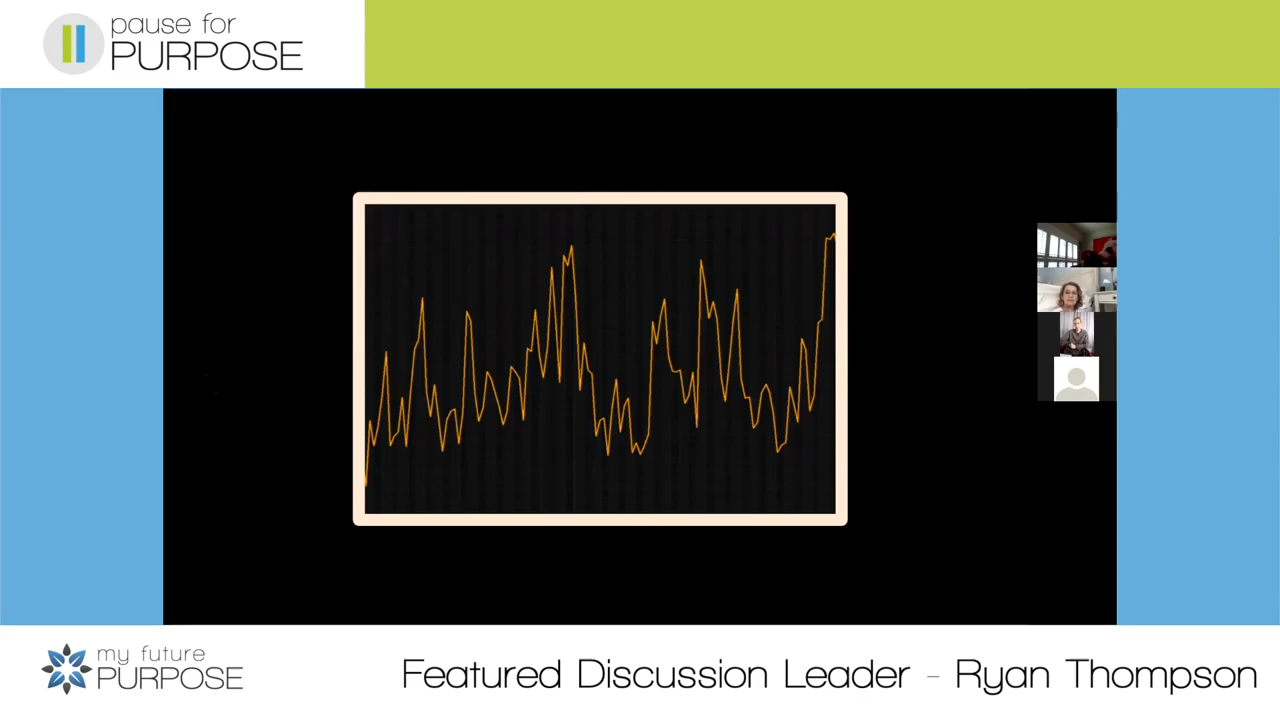 pause for
PURPOSE
my future
PURPOSE
Featured Discussion Leader - Ryan Thompson